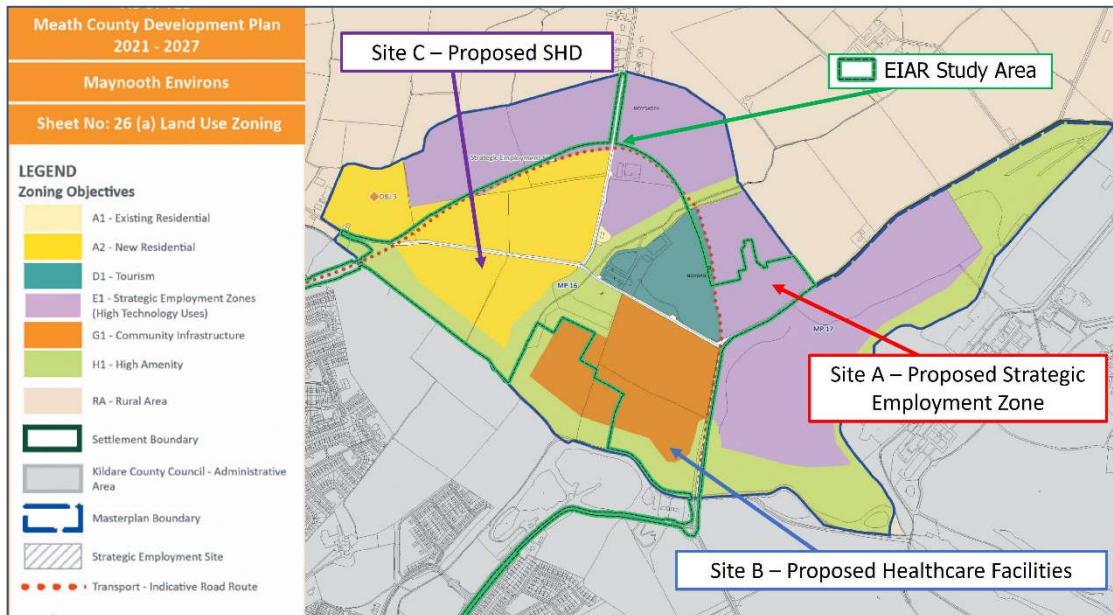 Meath County Development Plan
2021 - 2027
Maynooth Environs
Sheet No: 26 (a) Land Use Zoning
LEGEND
Zoning Objectives
A1 - Existing Residential
A2 - New Residential
D1 - Tourism
E1 - Strategic Employment Zones
(High Technology Uses)
G1 - Community Infrastructure
H1 - High Amenity
RA - Rural Area
Settlement Boundary
Kildare County Council - Administrative
Area
Masterplan Boundary
Strategic Employment Site
Transport - Indicative Road Route
Site C – Proposed SHD
EIAR Study Area
MOYGADDY
Strategic Employment
OBJ 3
MP 16
MP 17
Site A – Proposed Strategic
Employment Zone
Site B – Proposed Healthcare Facilities